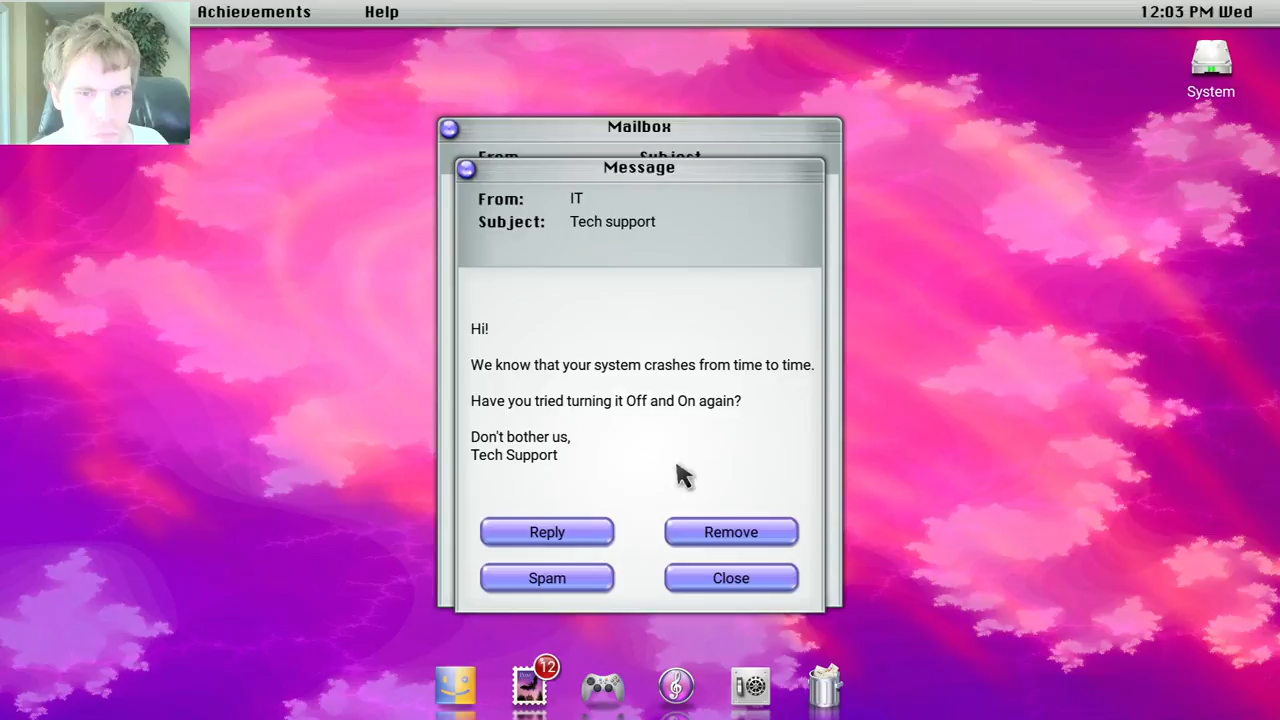 Achievements Help 12:03 PM Wed
System
Mailbox
From Subject
Message
From: IT
Subject: Tech support
Hi!
We know that your system crashes from time to time.
Have you tried turning it Off and On again?
Don't bother us,
Tech Support
Reply Remove
Spam Close
12